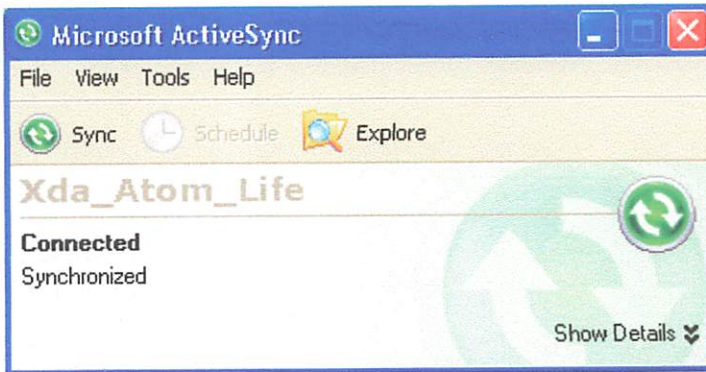 Microsoft ActiveSync
File View Tools Help
Sync Schedule Explore
Xda_Atom_Life
Connected
Synchronized
Show Details